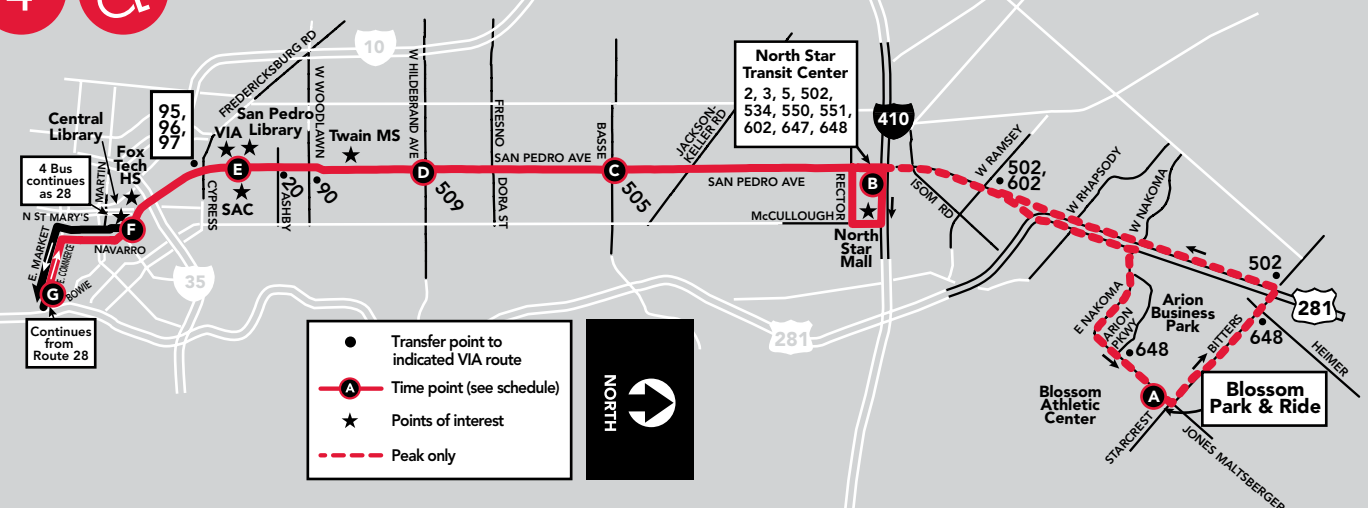 4
10
FREDERICKSBURG RD
W WOODLAWN
W HILDEBRAND AVE
FRESNO
DORA ST
BASSE
JACKSON-
KELLER RD
North Star
Transit Center
2, 3, 5, 502,
534, 550, 551,
602, 647, 648
410
95,
96,
97
VIA
San Pedro
Library
Twain MS
Central
Library
Fox
Tech
HS
MARTIN
4 Bus
continues
as 28
N ST MARY'S
E. MARKET
E. COMMERCE
BOWIE
NAVARRO
F
G
Continues
from
Route 28
35
E
SAC
CYPRESS
20
ASHBY
90
D
509
SAN PEDRO AVE
C
505
SAN PEDRO AVE
RECTOR
B
McCULLOUGH
North
Star
Mall
ISOM RD
W RAMSEY
502,
602
W RHAPSODY
W NAKOMA
502
281
281
E NAKOMA
ARION
PKWY
Arion
Business
Park
648
BITTERS
648
HEIMER
Blossom
Athletic
Center
A
Blossom
Park & Ride
STARCREST
JONES MALTSBERGER
Transfer point to
indicated VIA route
A
Time point (see schedule)
Points of interest
Peak only
NORTH